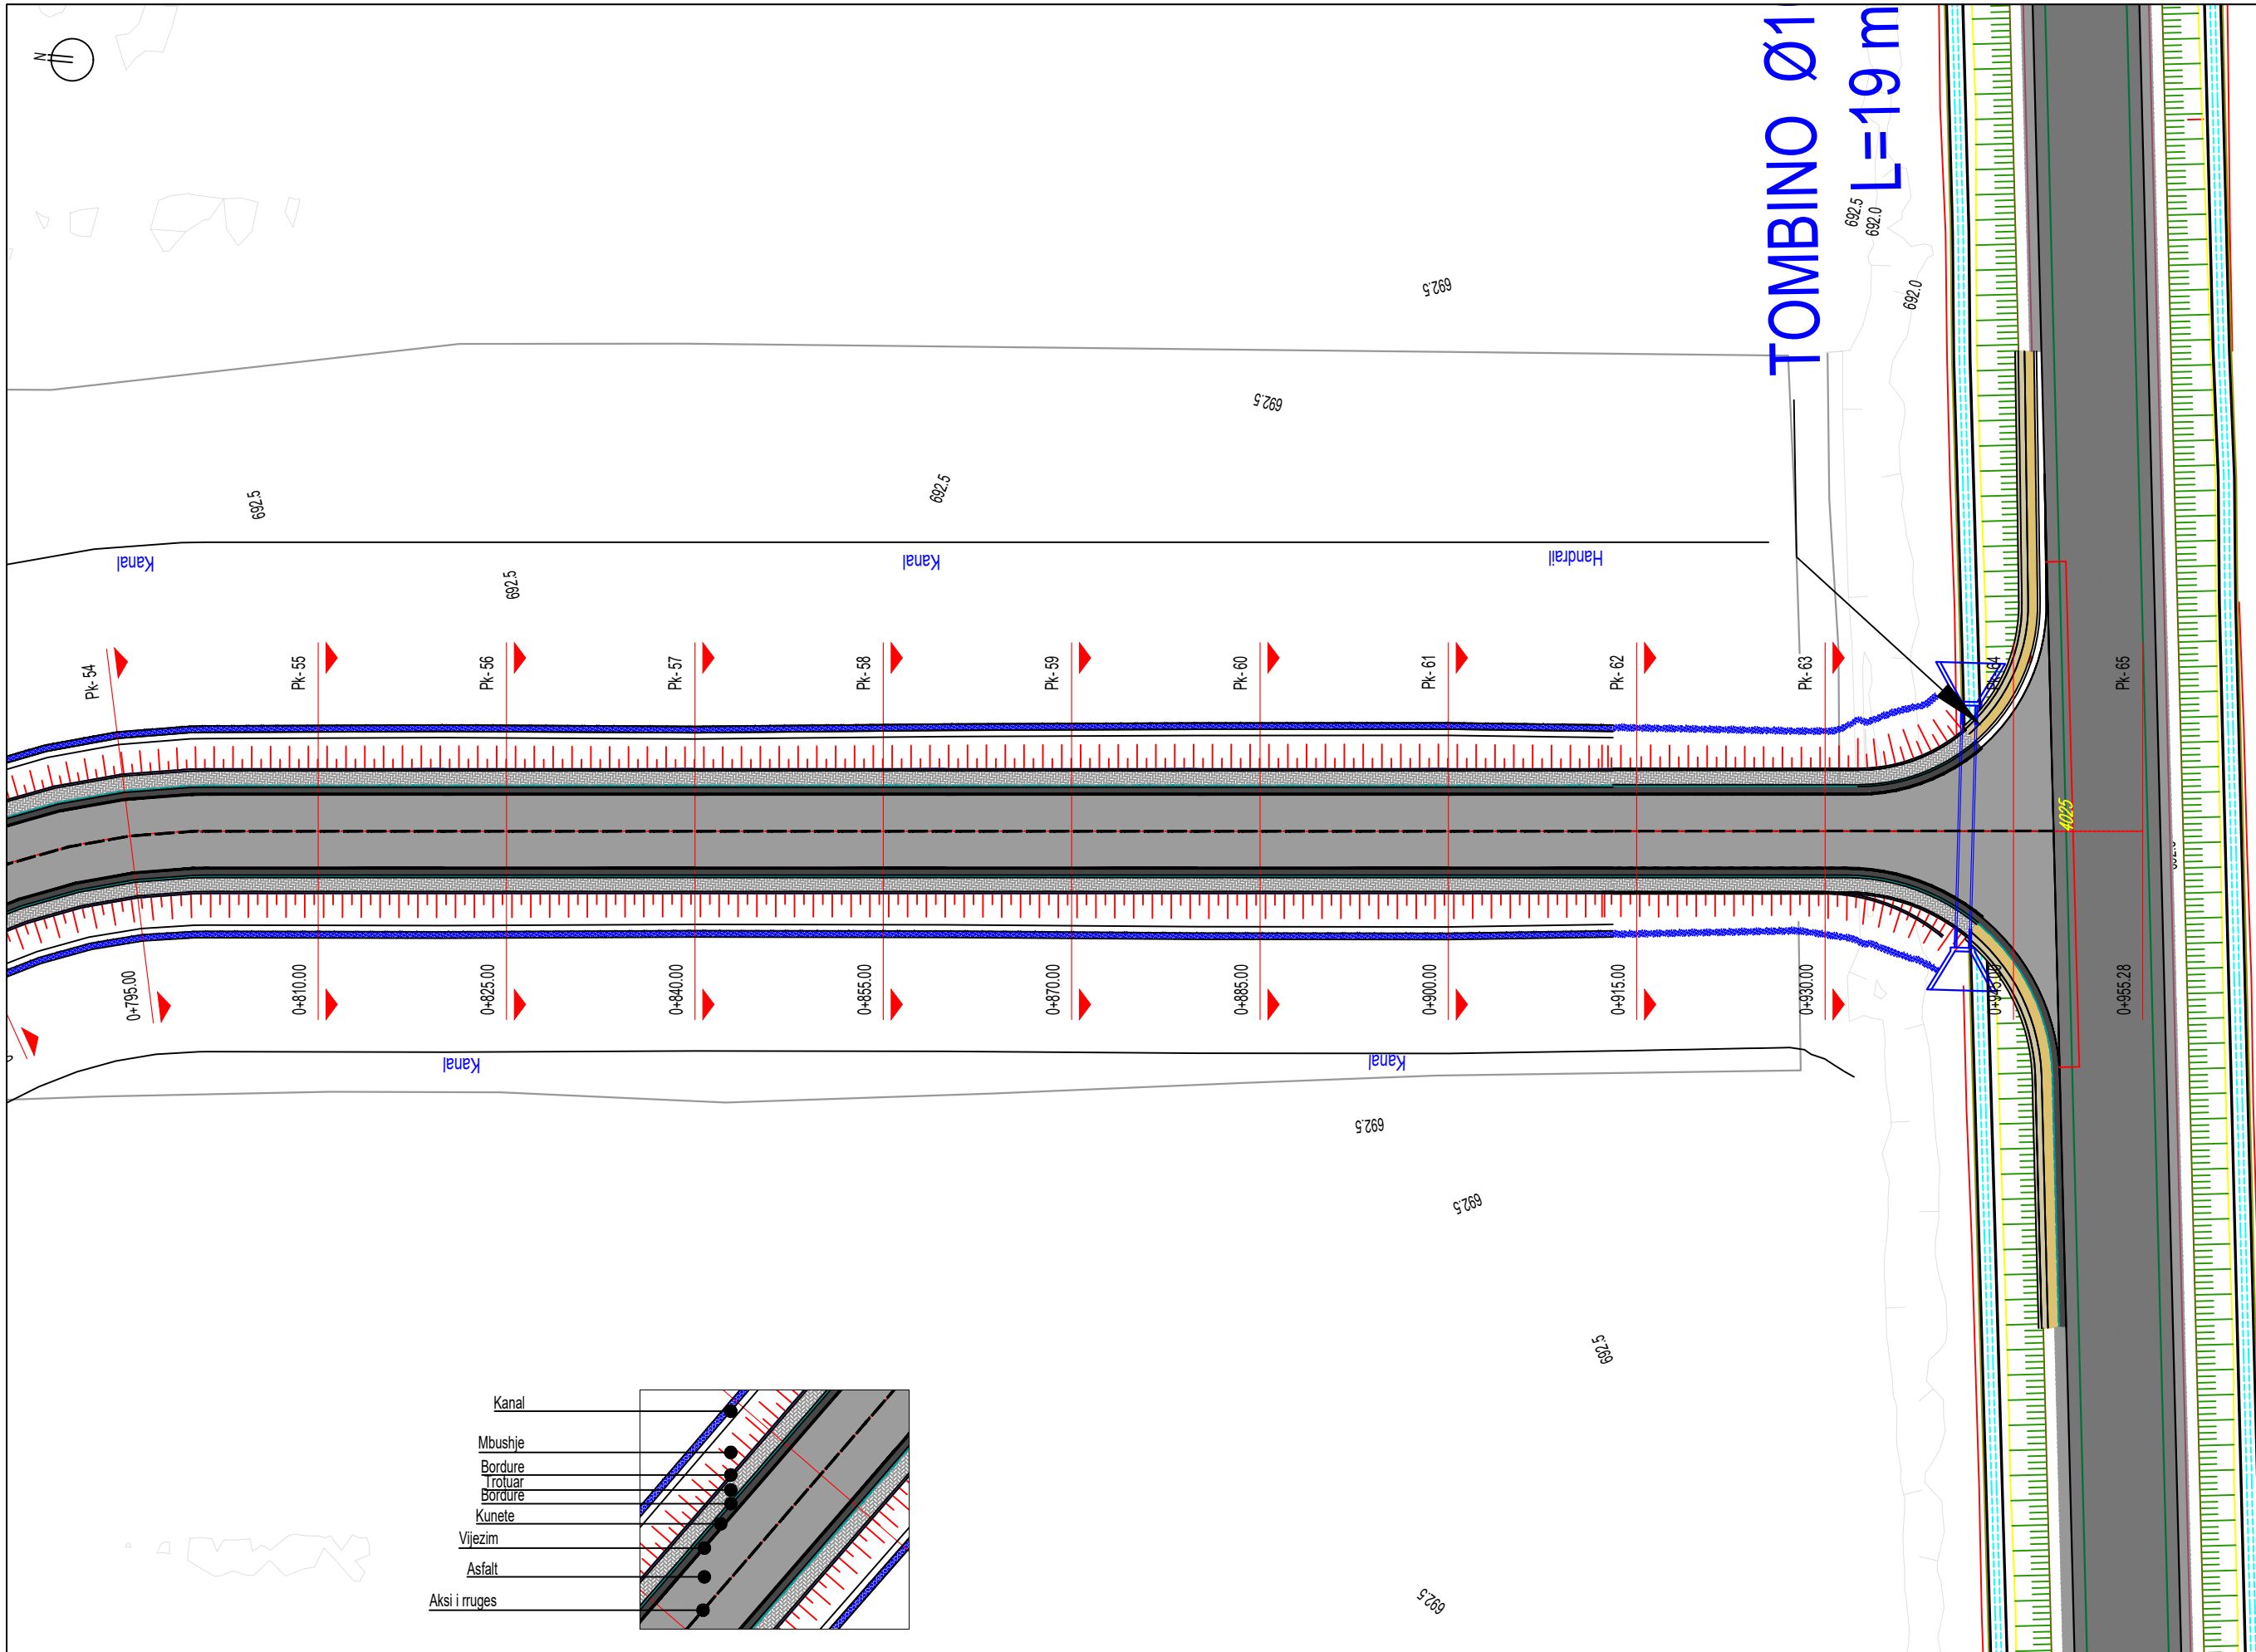 N
TOMBINO Ø1
L=19 m
692.5
692.0
692.0
692.5
692.5
692.5
692.5
692.5
Kanal
Kanal
Handrail
Pk- 54
Pk- 55
Pk- 56
Pk- 57
Pk- 58
Pk- 59
Pk- 60
Pk- 61
Pk- 62
Pk- 63
Pk- 64
Pk- 65
4025
0+795.00
0+810.00
0+825.00
0+840.00
0+855.00
0+870.00
0+885.00
0+900.00
0+915.00
0+930.00
0+945.00
0+955.28
Kanal
Kanal
692.5
692.5
692.5
692.5
Kanal
Mbushje
Bordure
Trotuar
Bordure
Kunete
Vijezim
Asfalt
Aksi i rruges